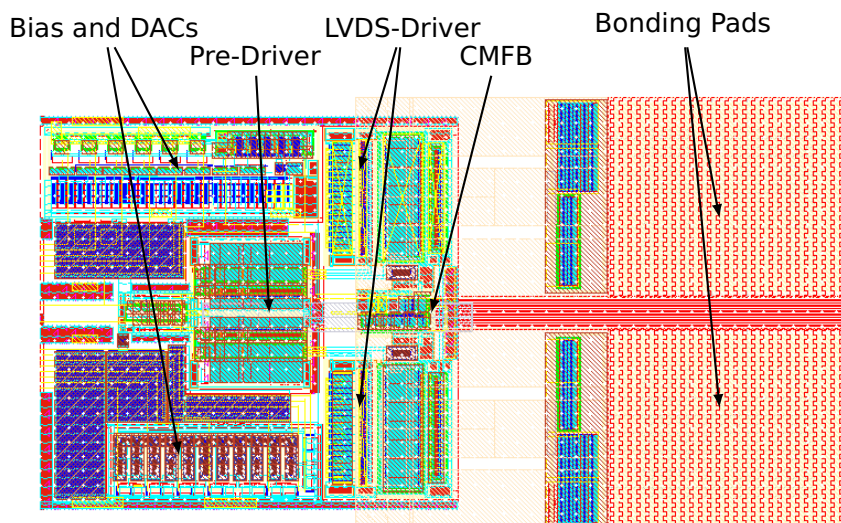 Bias and DACs
Pre-Driver
LVDS-Driver
CMFB
Bonding Pads